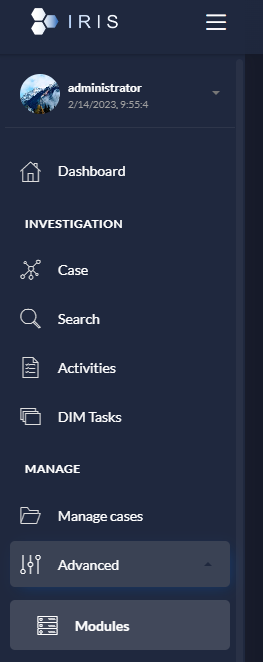 IRIS
administrator
2/14/2023, 9:55:4
Dashboard
INVESTIGATION
Case
Search
Activities
DIM Tasks
MANAGE
Manage cases
Advanced
Modules